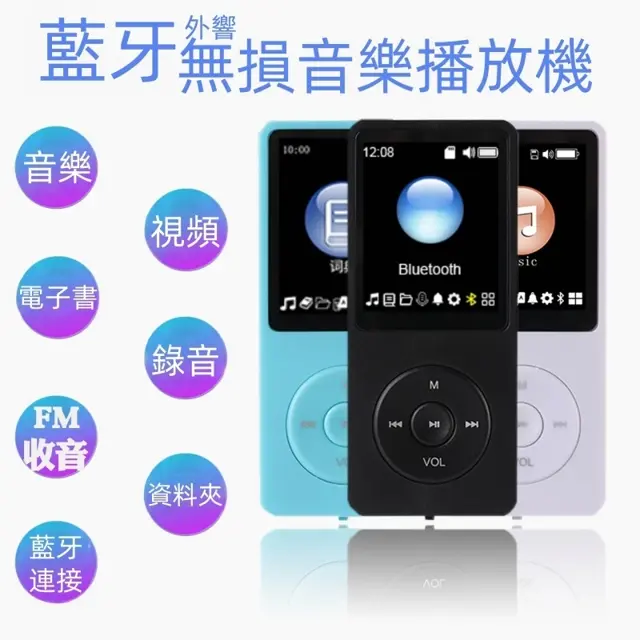 藍牙外響無損音樂播放機
音樂
視頻
電子書
錄音
FM
收音
資料夾
藍牙
連接
10:00
12:08
Bluetooth
M
VOL